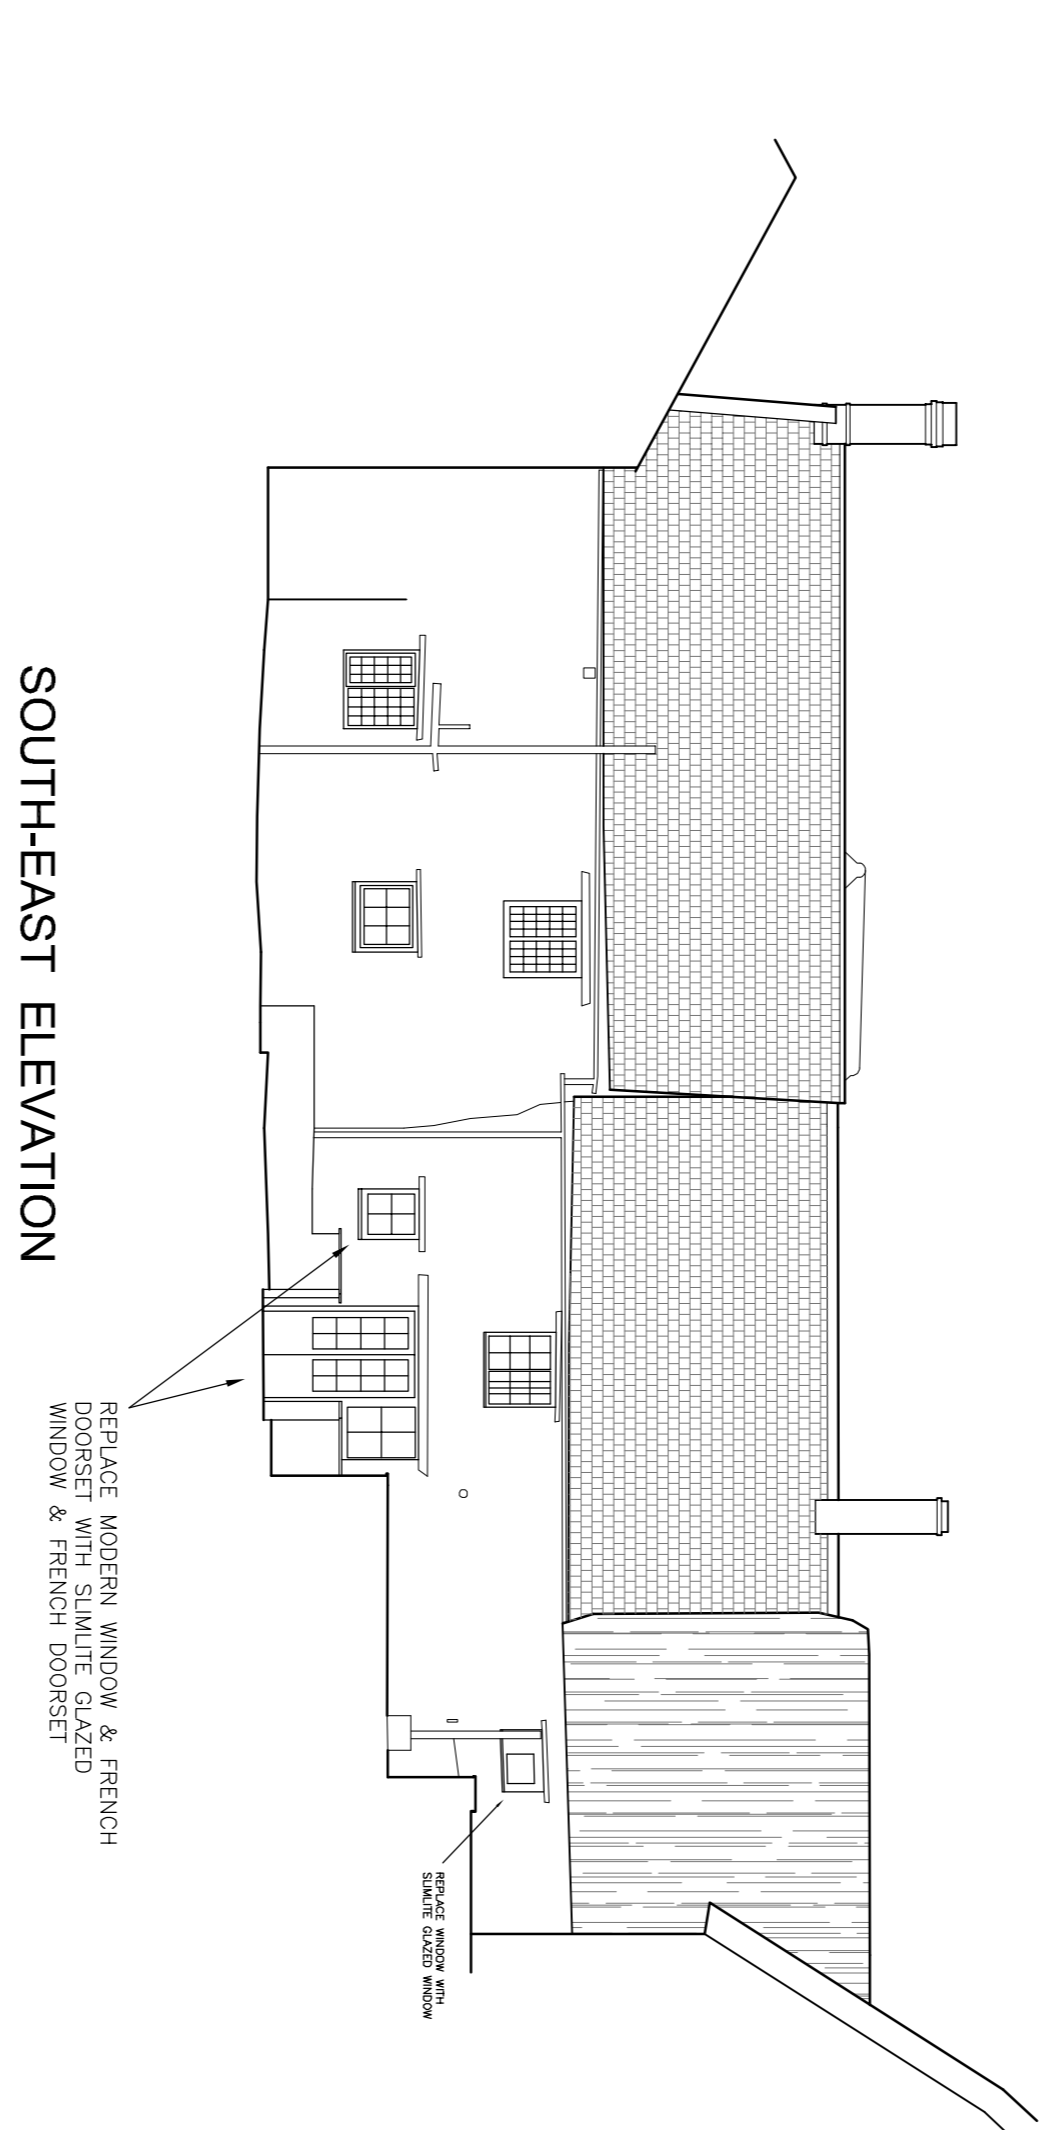 SOUTH-EAST ELEVATION
REPLACE MODERN WINDOW & FRENCH
DOORSET WITH SLIMLITE GLAZED
WINDOW & FRENCH DOORSET
REPLACE WINDOW WITH
SLIMLITE GLAZED WINDOW